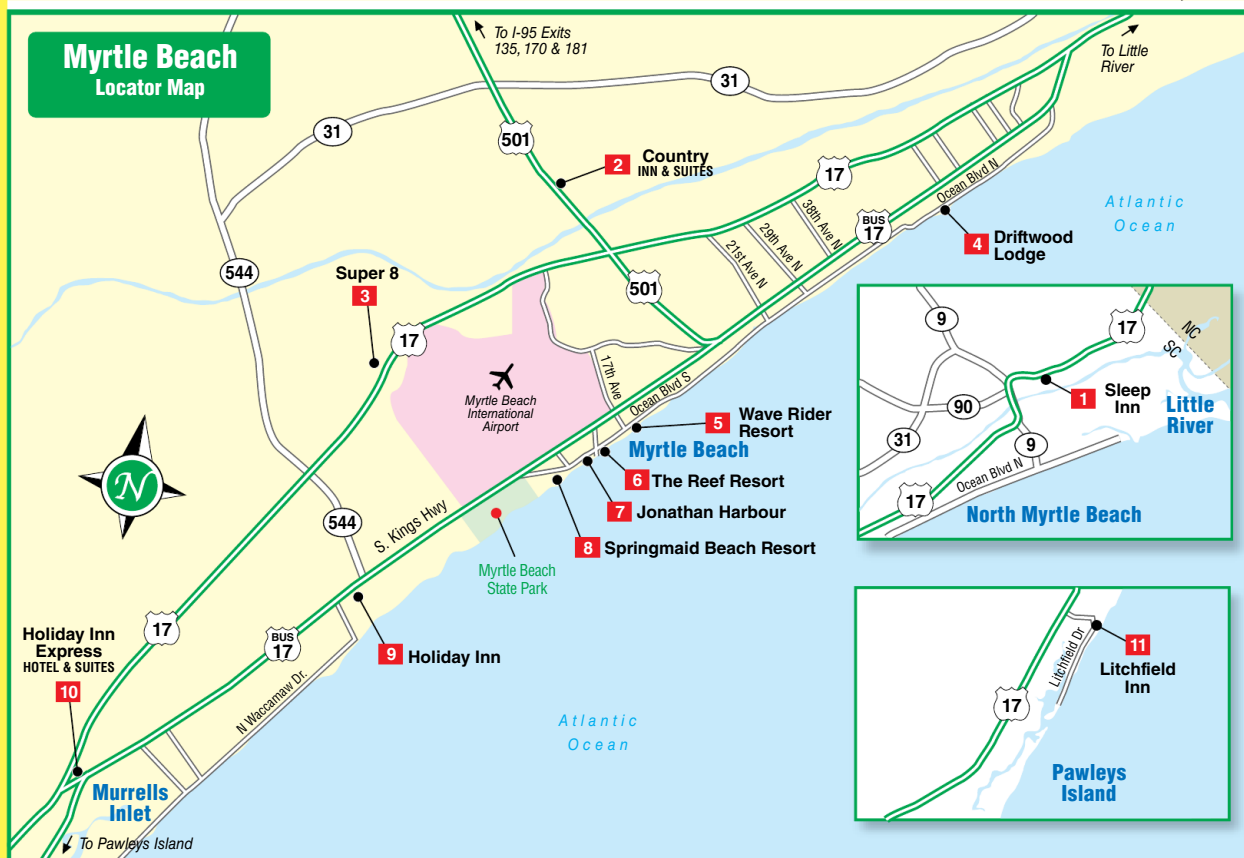 Myrtle Beach
Locator Map
To I-95 Exits
135, 170 & 181
To Little
River
31
31
501
2
Country
INN & SUITES
17
Ocean Blvd N
38th Ave N
29th Ave N
21st Ave N
BUS
17
4
Driftwood
Lodge
Atlantic
Ocean
544
Super 8
3
17
501
Myrtle Beach
International
Airport
17th Ave
Ocean Blvd S
5
Wave Rider
Resort
Myrtle Beach
6
The Reef Resort
7
Jonathan Harbour
8
Springmaid Beach Resort
N
544
S. Kings Hwy
Myrtle Beach
State Park
17
BUS
17
9
Holiday Inn
Holiday Inn
Express
HOTEL & SUITES
10
N Waccamaw Dr.
Murrells
Inlet
To Pawleys Island
Atlantic
Ocean
9
17
NC
SC
1
Sleep
Inn
Little
River
90
31
9
Ocean Blvd N
17
North Myrtle Beach
Litchfield Dr
11
Litchfield
Inn
17
Pawleys
Island